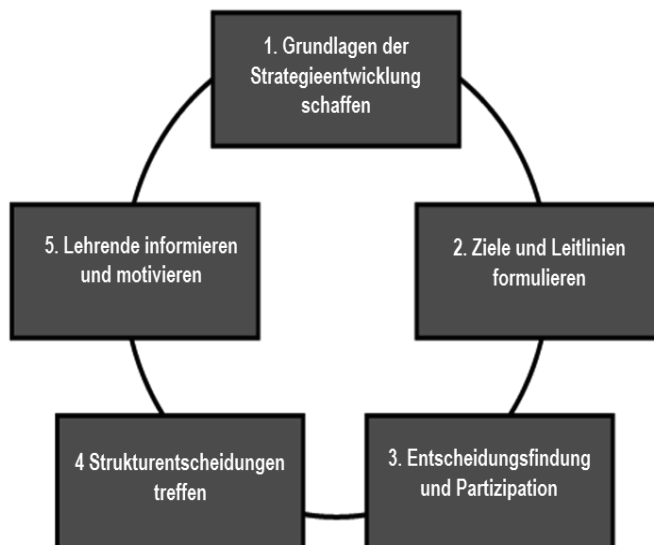 1. Grundlagen der
Strategieentwicklung
schaffen
2. Ziele und Leitlinien
formulieren
3. Entscheidungsfindung
und Partizipation
4 Strukturentscheidungen
treffen
5. Lehrende informieren
und motivieren